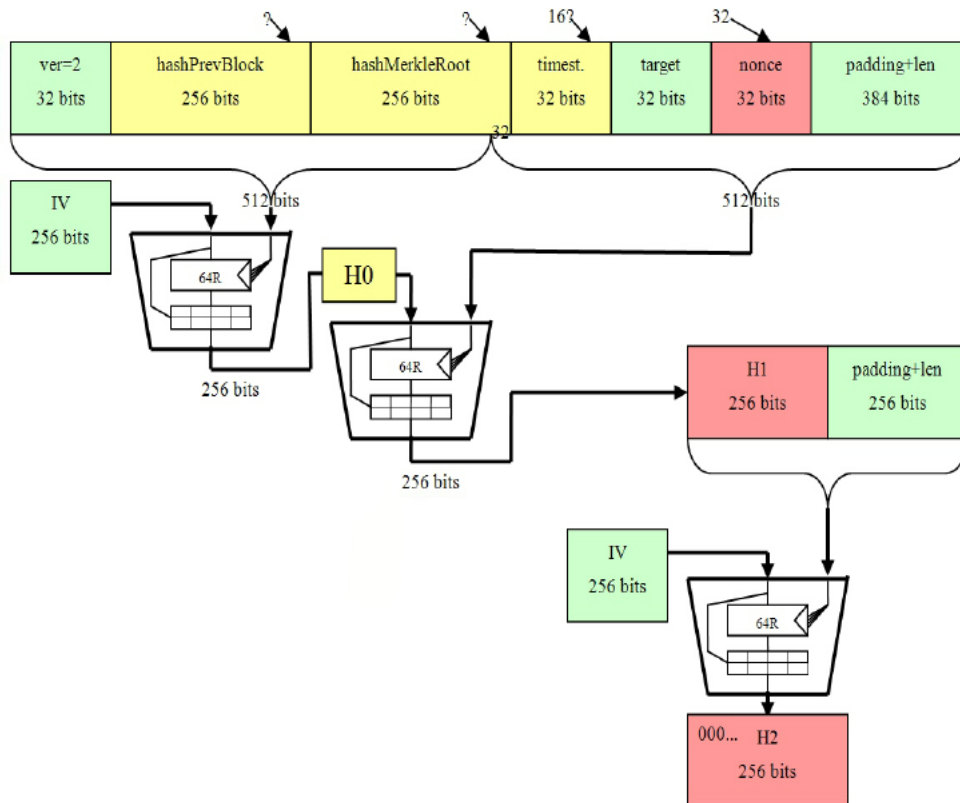 ? ? 16? 32
ver=2 hashPrevBlock hashMerkleRoot timest. target nonce padding+len
32 bits 256 bits 256 bits 32 bits 32 bits 32 bits 384 bits
32
512 bits 512 bits
IV
256 bits
64R
H0
64R
256 bits
H1 padding+len
256 bits 256 bits
256 bits
IV
256 bits
64R
000... H2
256 bits